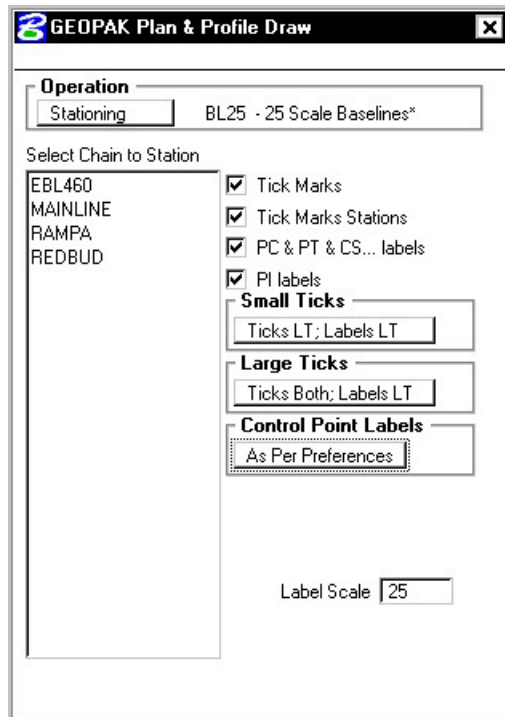 GEOPAK Plan & Profile Draw
Operation
Stationing BL25 - 25 Scale Baselines*
Select Chain to Station
EBL460
MAINLINE
RAMPA
REDBUD
Tick Marks
Tick Marks Stations
PC & PT & CS... labels
PI labels
Small Ticks
Ticks LT; Labels LT
Large Ticks
Ticks Both; Labels LT
Control Point Labels
As Per Preferences
Label Scale 25